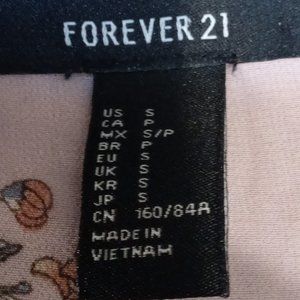 FOREVER 21
US S
CA P
MX S/P
BR P
EU S
UK S
KR S
JP S
CN 160/84A
MADE IN
VIETNAM